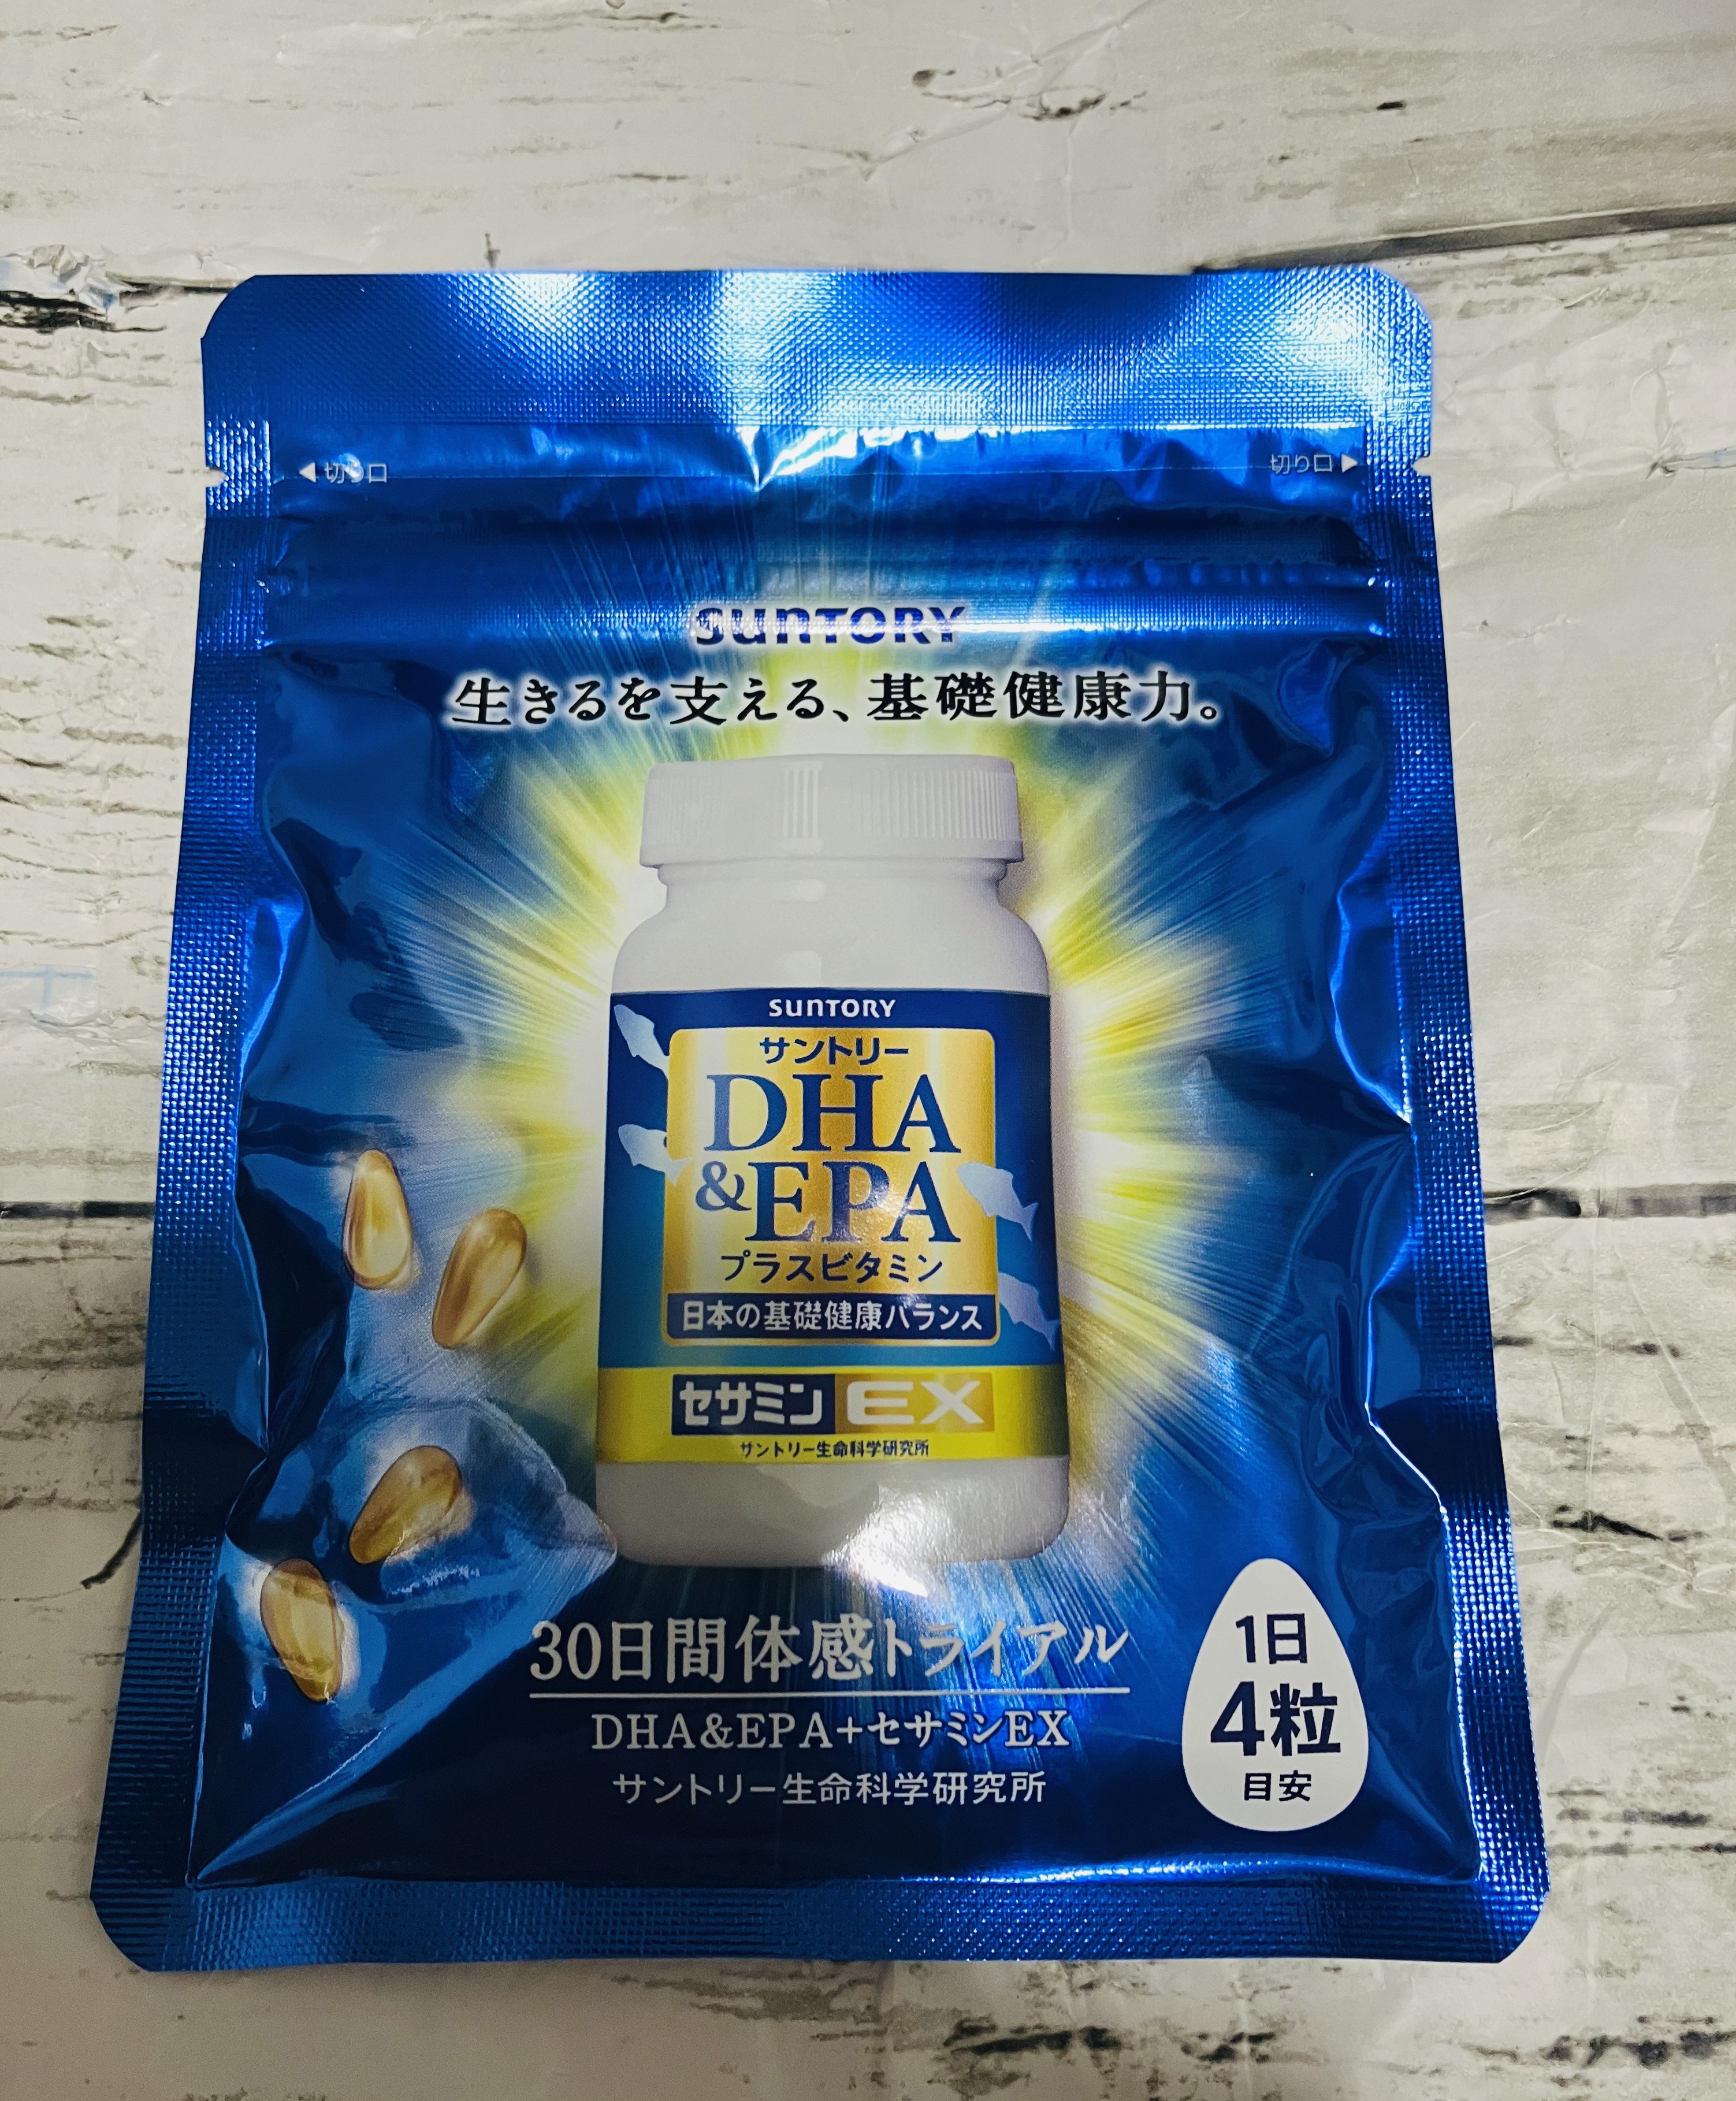 ◀切り口
切り口▶
SUNTORY
生きるを支える、基礎健康力。
SUNTORY
サントリー
DHA
&EPA
プラスビタミン
日本の基礎健康バランス
セサミンEX
サントリー生命科学研究所
30日間体感トライアル
DHA&EPA+セサミンEX
サントリー生命科学研究所
1日
4粒
目安